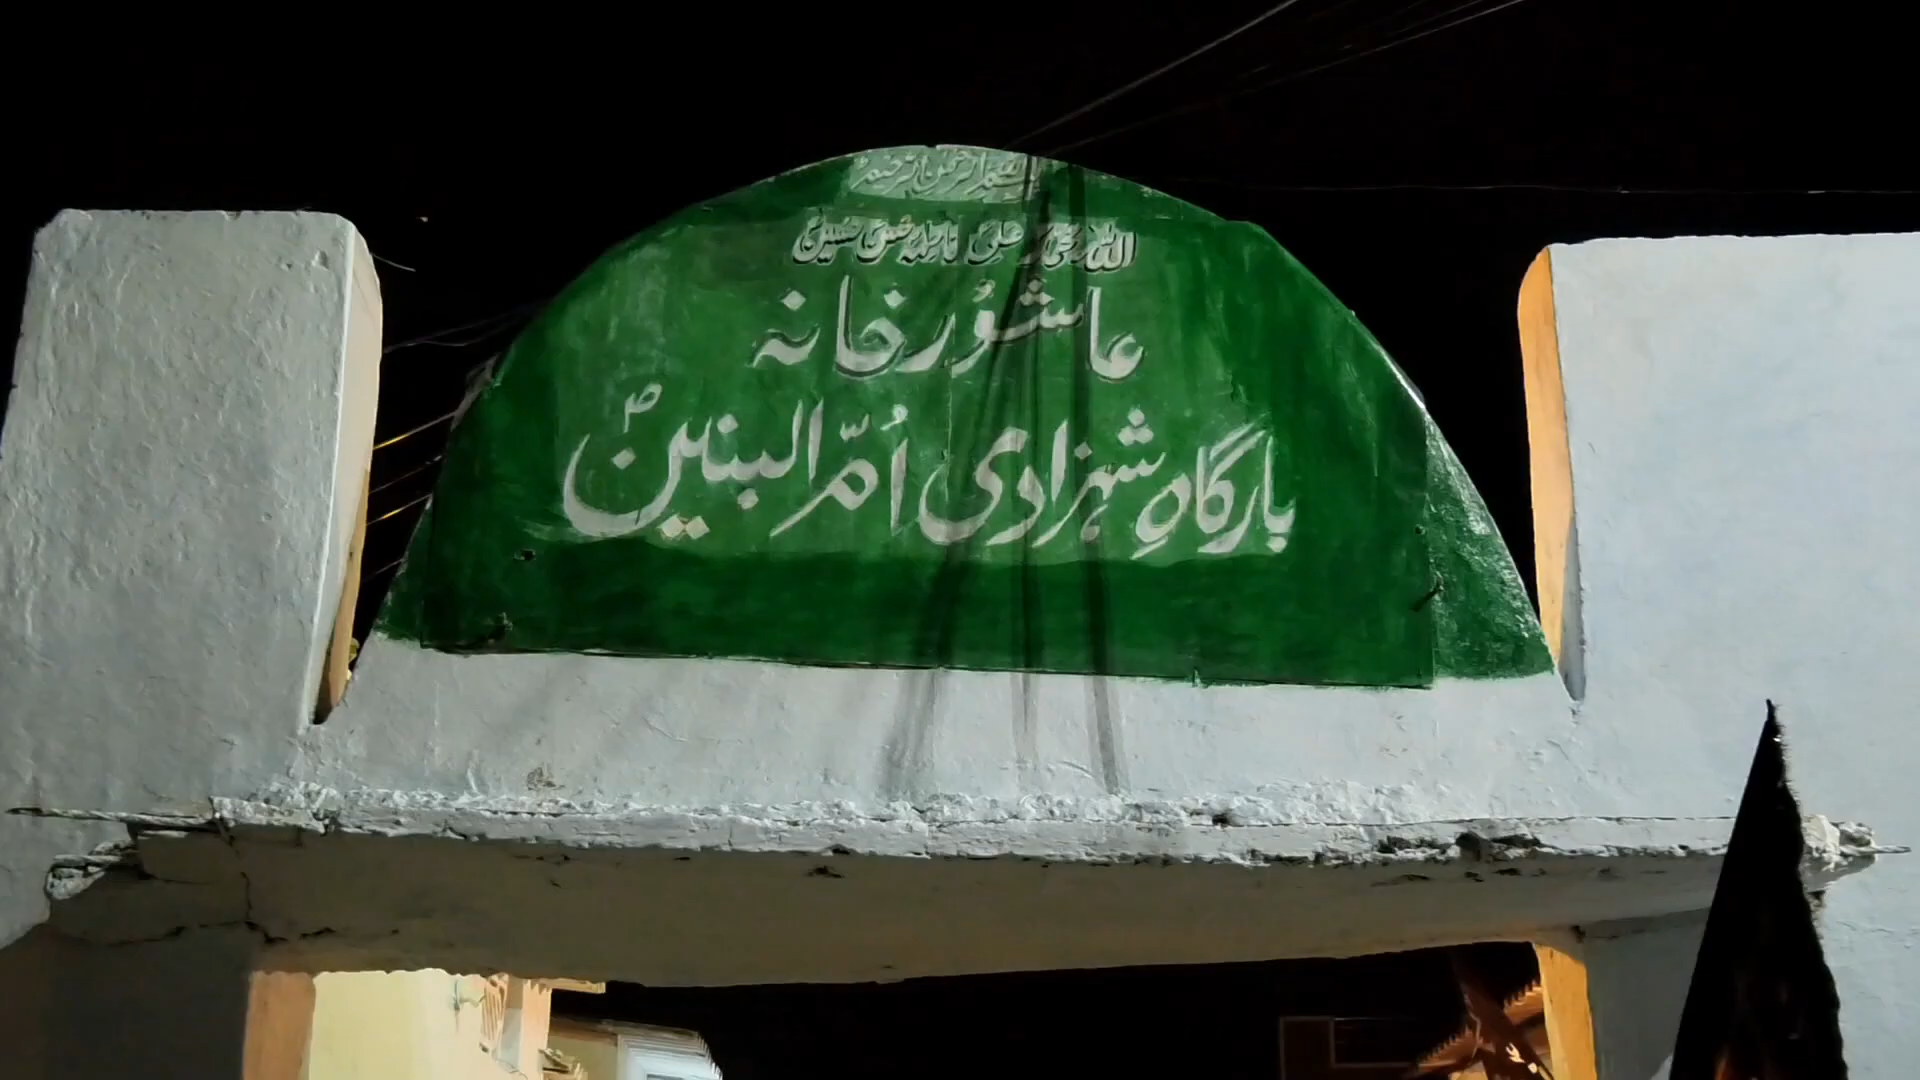 بسم اللہ الرحمن الرحیم
اللہ محمد علی فاطمہ حسن حسین
عاشور خانہ
بارگاہِ شہزادی اُمّ البنینؑ